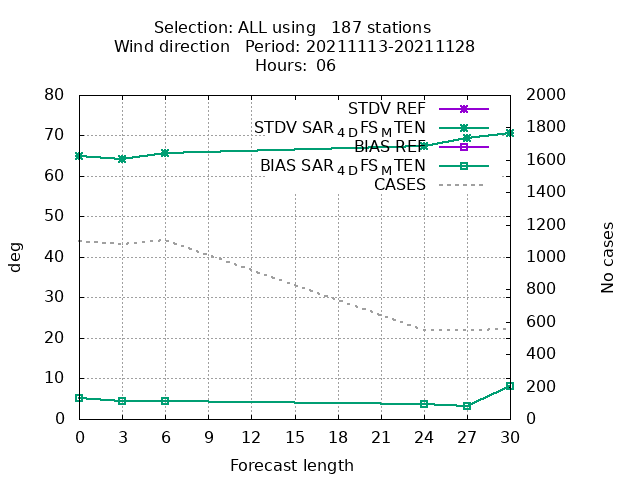 Selection: ALL using 187 stations
Wind direction Period: 20211113-20211128
Hours: 06
80 2000
STDV REF
STDV SAR4DFSMTEN
BIAS REF
BIAS SAR4DFSMTEN
CASES
70 1800
1600
60 1400
50 1200
deg
40 1000
No cases
30 800
600
20 400
10 200
0 0
0 3 6 9 12 15 18 21 24 27 30
Forecast length